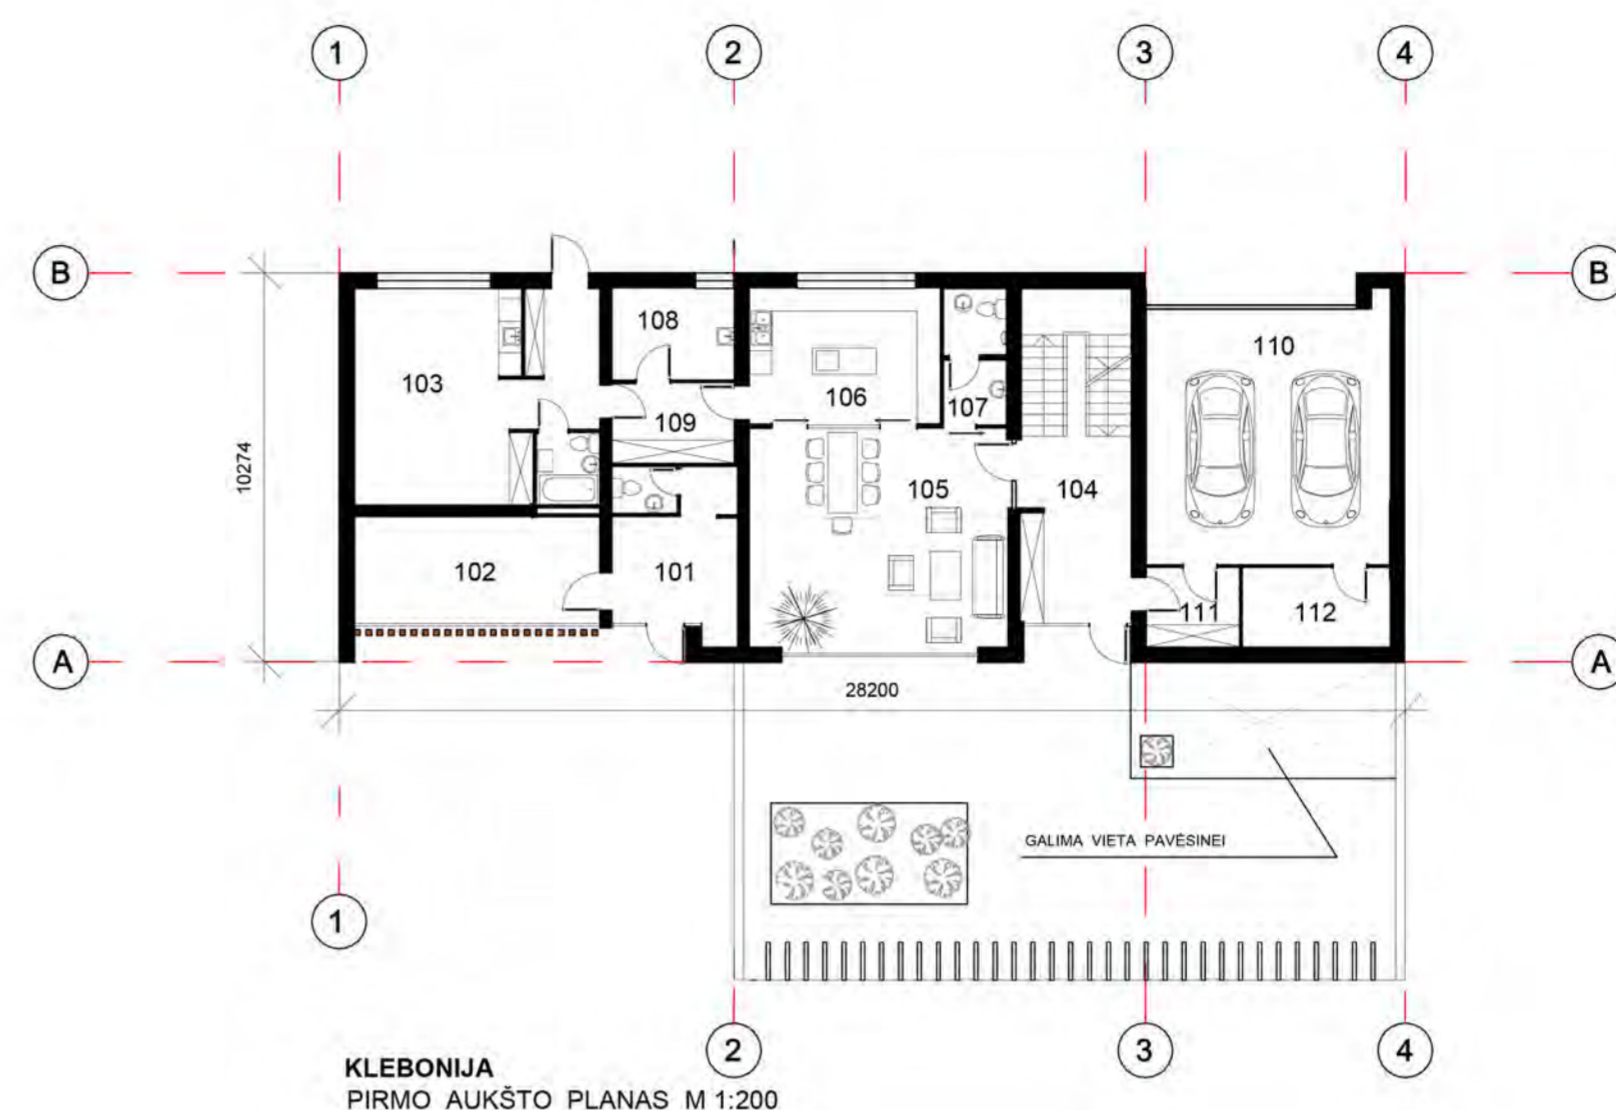 1 2 3 4
B B
108 110
103 106 107
109
105 104
10274
102 101 111 112
A A
28200
GALIMA VIETA PAVĖSINEI
1
2 3 4
KLEBONIJA
PIRMO AUKŠTO PLANAS M 1:200